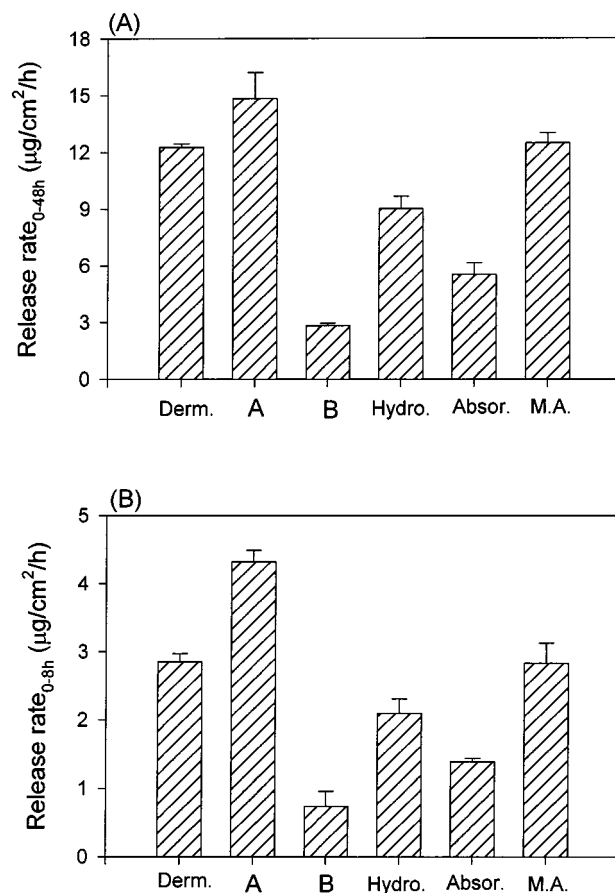 (A)
Release rate0-48h (μg/cm2/h)
18
15
12
9
6
3
0
Derm. A B Hydro. Absor. M.A.
(B)
Release rate0-8h (μg/cm2/h)
5
4
3
2
1
0
Derm. A B Hydro. Absor. M.A.